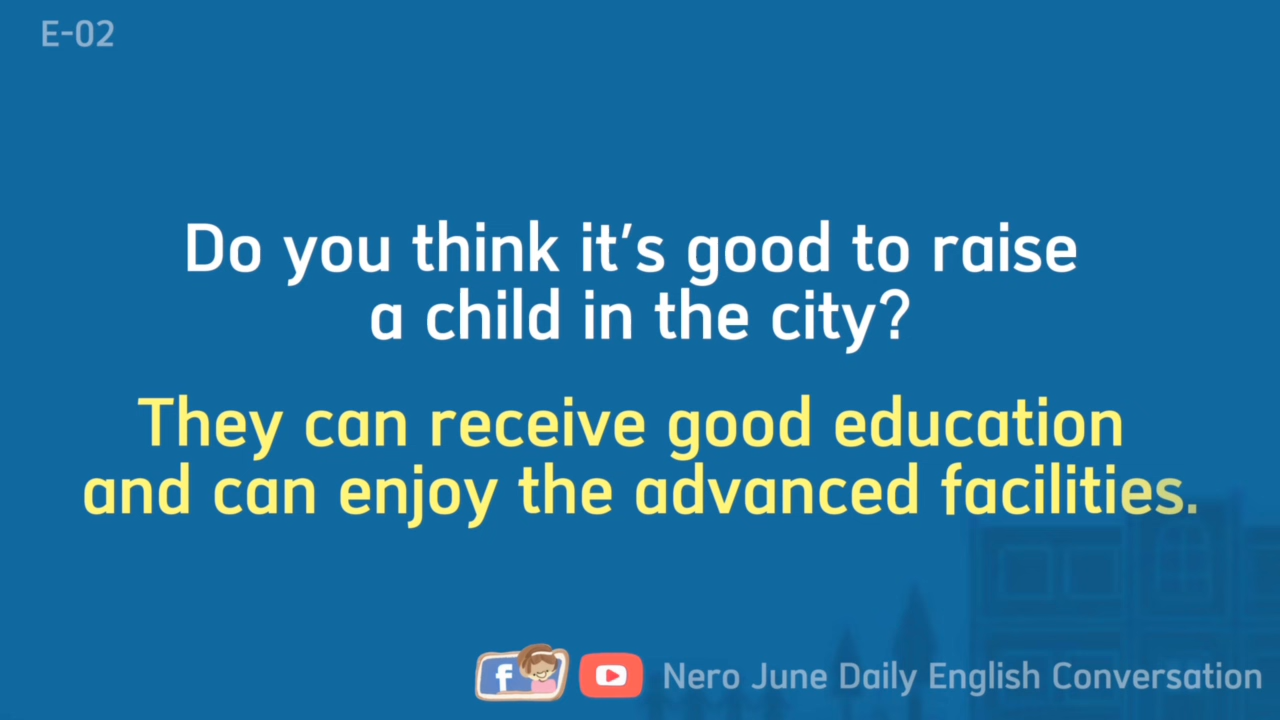 E-02
Do you think it's good to raise
a child in the city?
They can receive good education
and can enjoy the advanced facilities.
f
Nero June Daily English Conversation